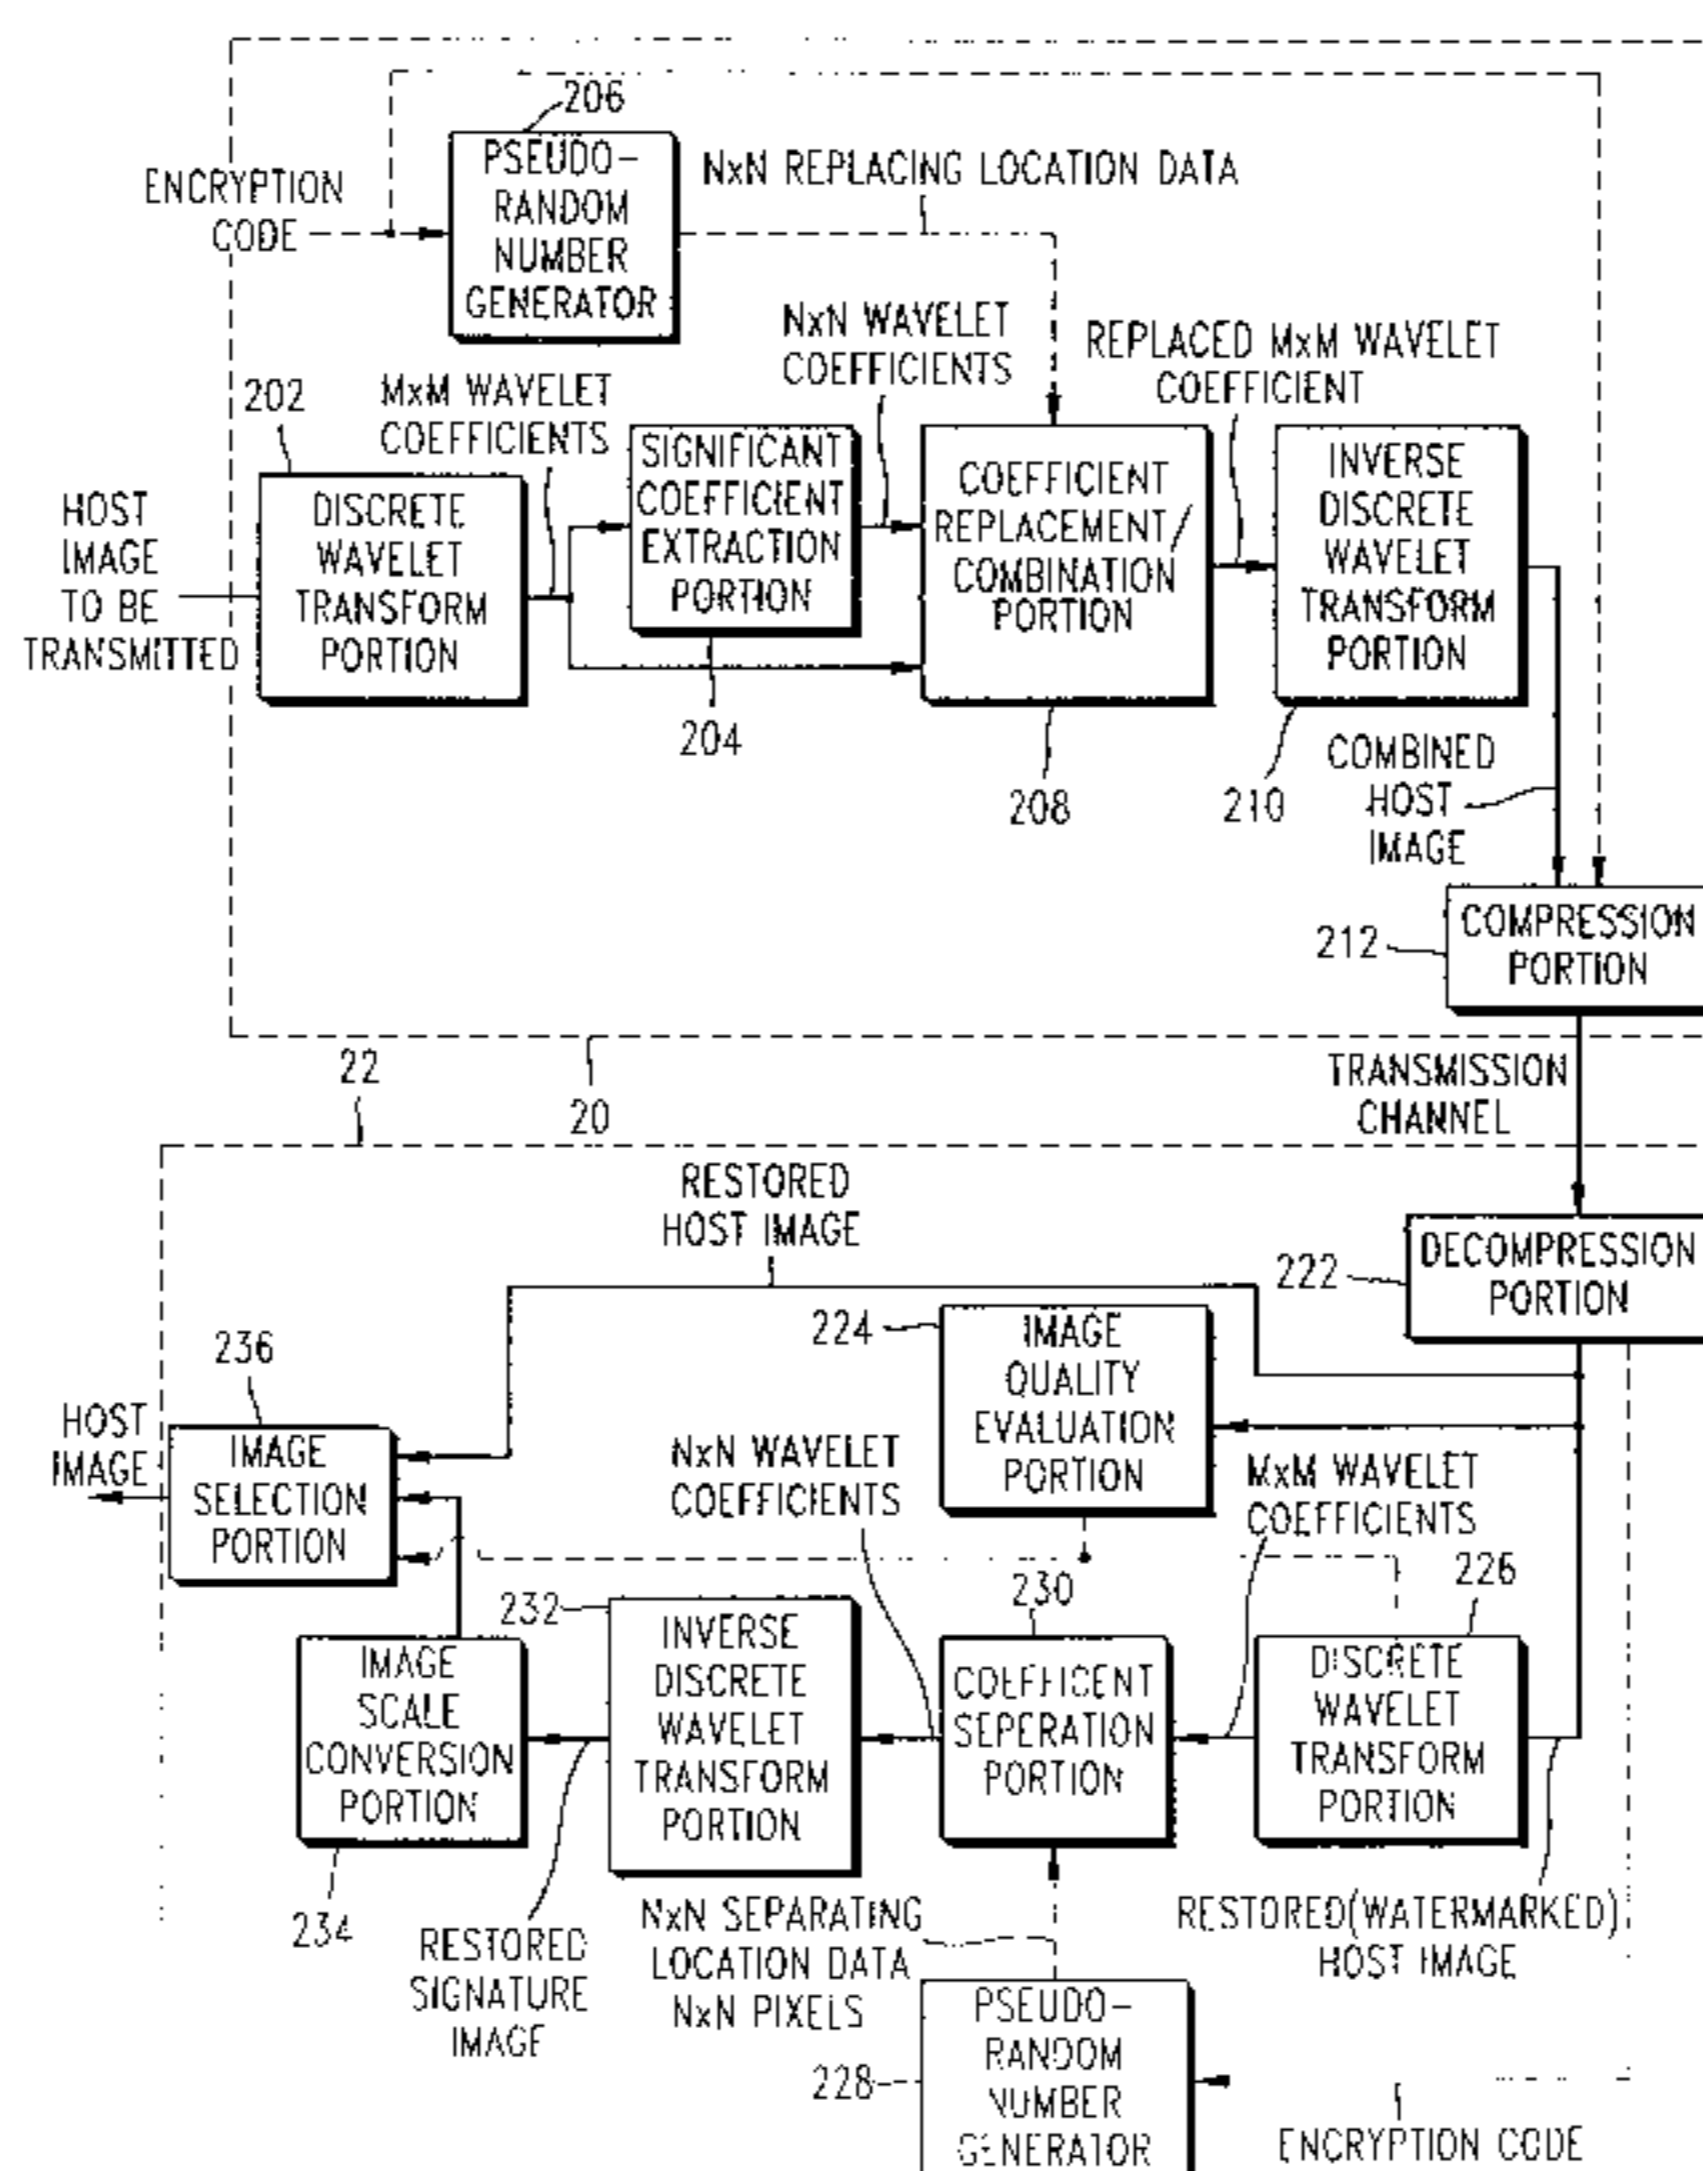 206
PSEUDO-
RANDOM
NUMBER
GENERATOR
ENCRYPTION
CODE
NxN REPLACING LOCATION DATA
NxN WAVELET
COEFFICIENTS
REPLACED MxM WAVELET
COEFFICIENT
202
MxM WAVELET
COEFFICIENTS
HOST
IMAGE
TO BE
TRANSMITTED
DISCRETE
WAVELET
TRANSFORM
PORTION
SIGNIFICANT
COEFFICIENT
EXTRACTION
PORTION
204
COEFFICIENT
REPLACEMENT/
COMBINATION
PORTION
208
INVERSE
DISCRETE
WAVELET
TRANSFORM
PORTION
210
COMBINED
HOST
IMAGE
212
COMPRESSION
PORTION
22
20
TRANSMISSION
CHANNEL
RESTORED
HOST IMAGE
222
DECOMPRESSION
PORTION
224
IMAGE
QUALITY
EVALUATION
PORTION
236
HOST
IMAGE
IMAGE
SELECTION
PORTION
NxN WAVELET
COEFFICIENTS
MxM WAVELET
COEFFICIENTS
226
230
232
IMAGE
SCALE
CONVERSION
PORTION
234
INVERSE
DISCRETE
WAVELET
TRANSFORM
PORTION
COEFFICENT
SEPERATION
PORTION
DISCRETE
WAVELET
TRANSFORM
PORTION
RESTORED
SIGNATURE
IMAGE
NxN SEPARATING
LOCATION DATA
NxN PIXELS
RESTORED(WATERMARKED)
HOST IMAGE
228
PSEUDO-
RANDOM
NUMBER
GENERATOR
ENCRYPTION CODE